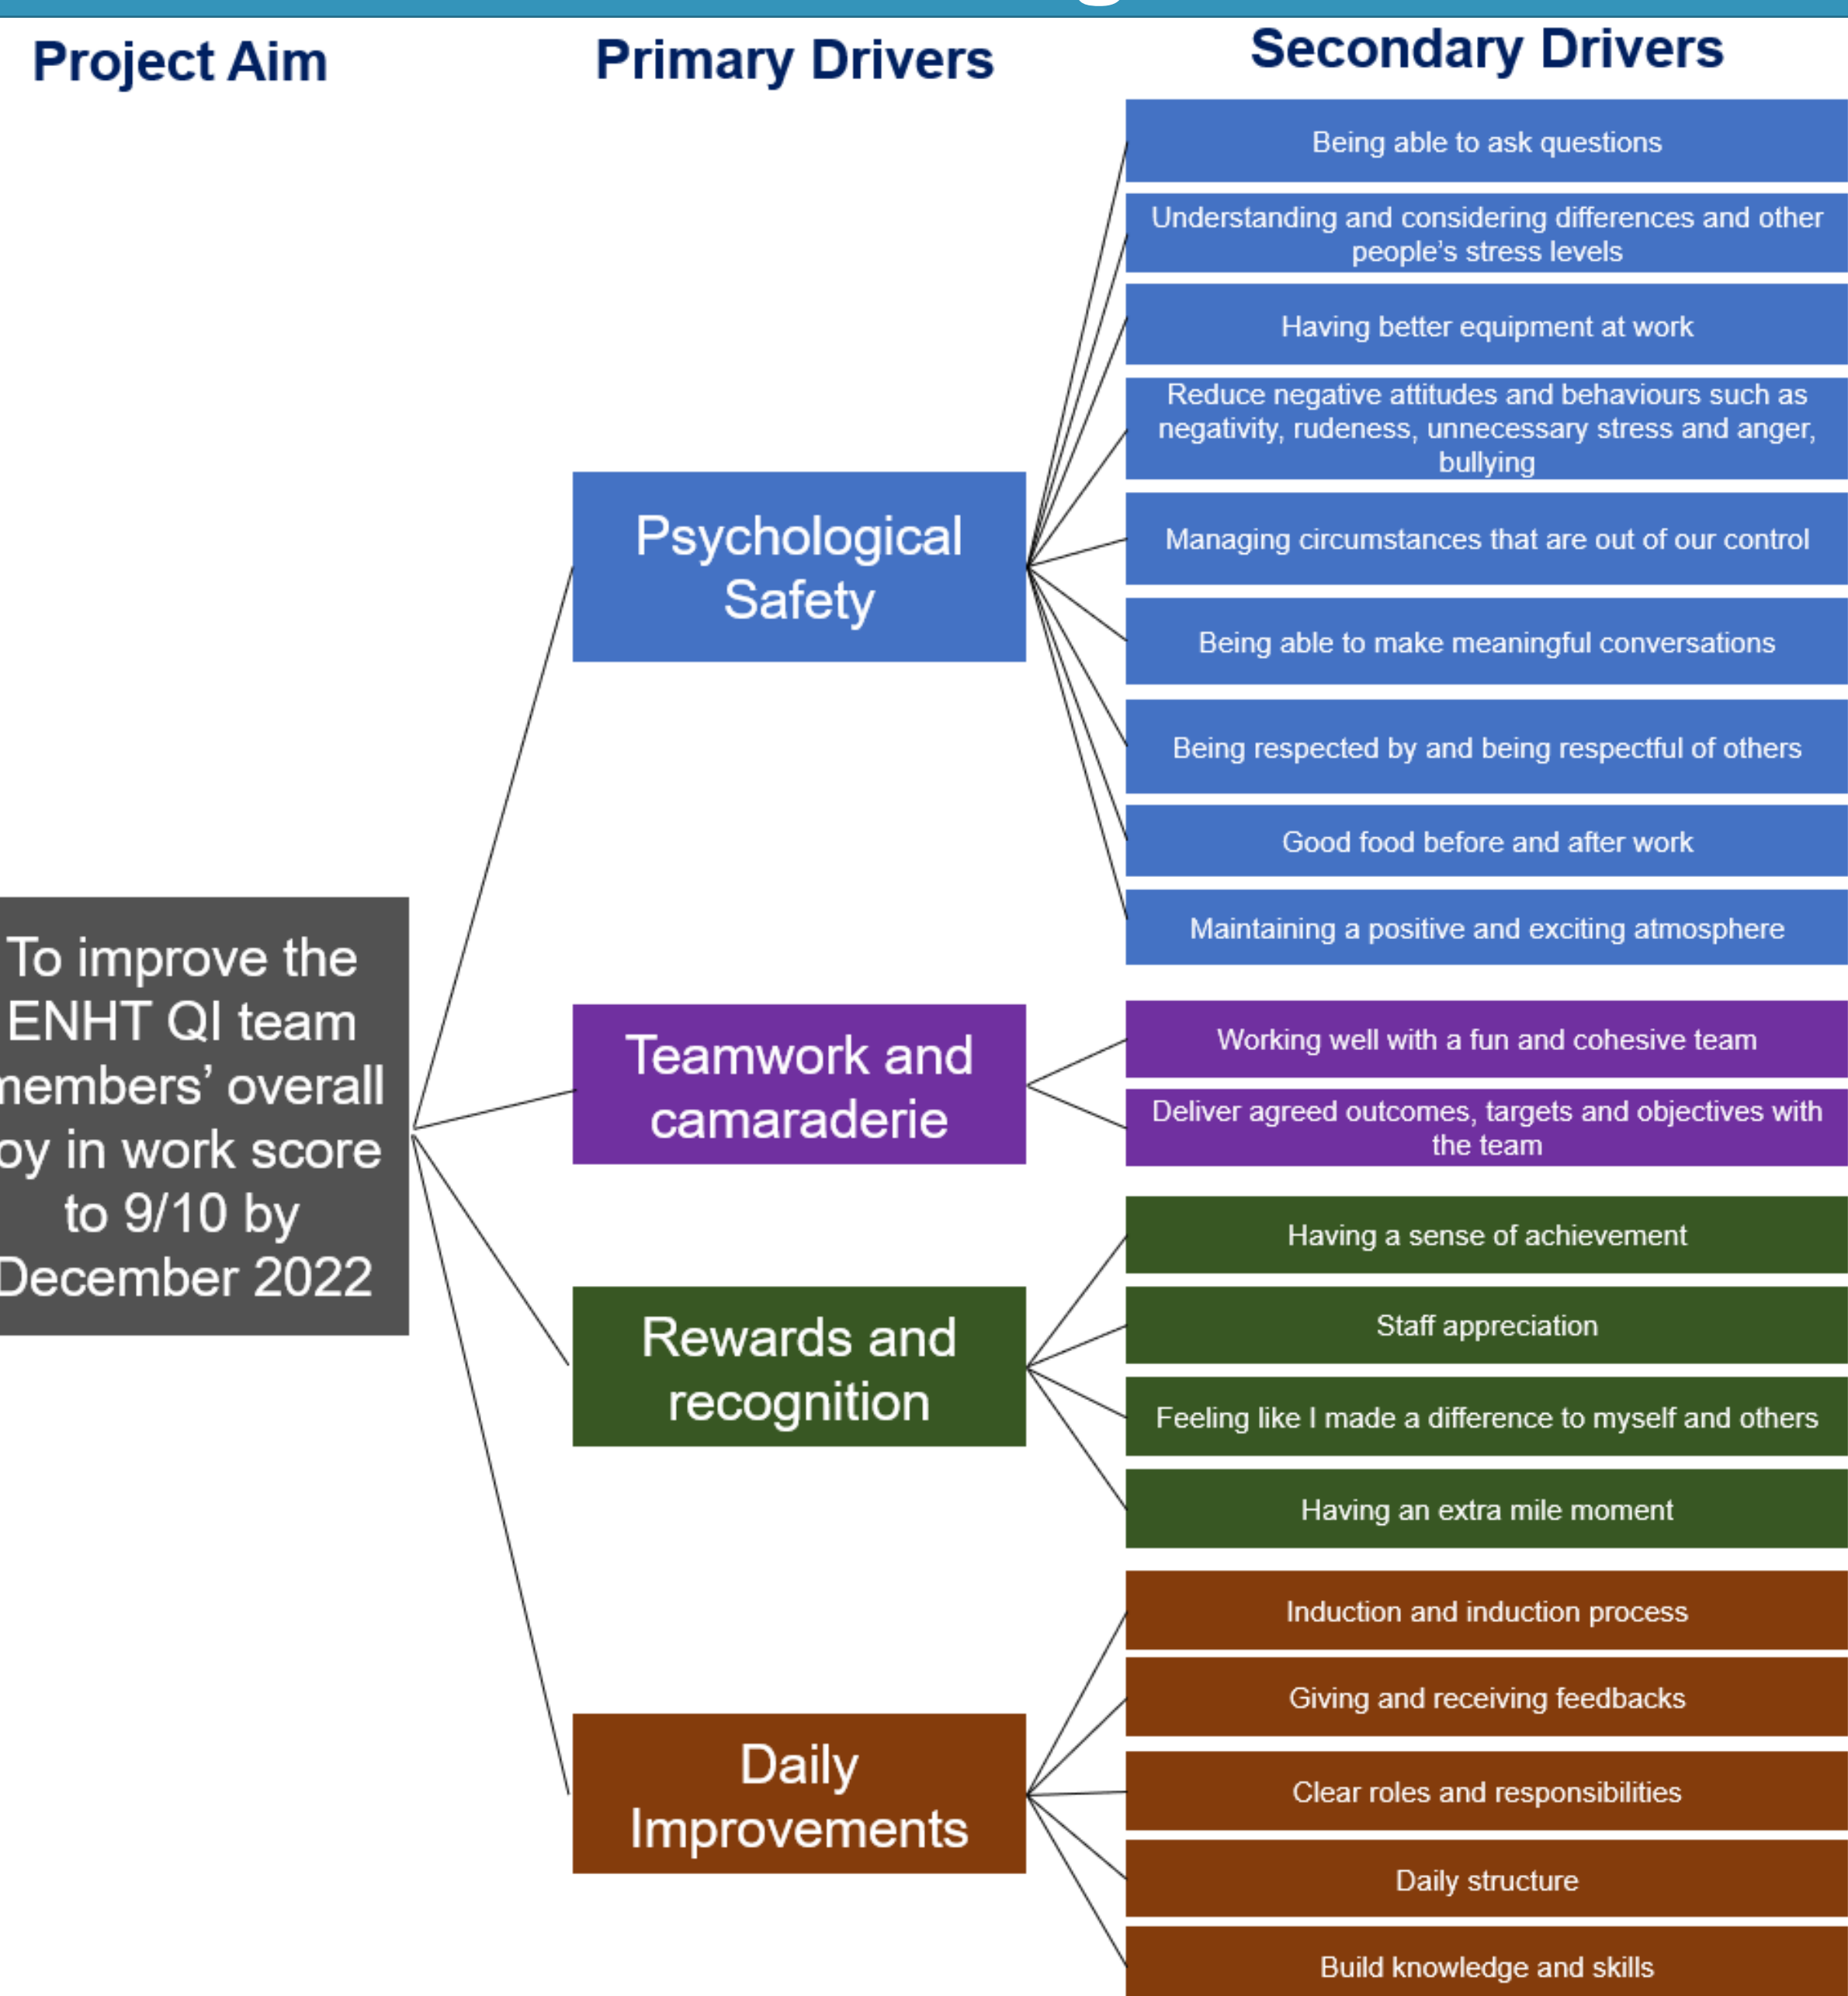 Project Aim
Primary Drivers
Secondary Drivers
To improve the
ENHT QI team
members' overall
oy in work score
to 9/10 by
December 2022
Psychological
Safety
Being able to ask questions
Understanding and considering differences and other
people's stress levels
Having better equipment at work
Reduce negative attitudes and behaviours such as
negativity, rudeness, unnecessary stress and anger,
bullying
Managing circumstances that are out of our control
Being able to make meaningful conversations
Being respected by and being respectful of others
Good food before and after work
Maintaining a positive and exciting atmosphere
Teamwork and
camaraderie
Working well with a fun and cohesive team
Deliver agreed outcomes, targets and objectives with
the team
Rewards and
recognition
Having a sense of achievement
Staff appreciation
Feeling like I made a difference to myself and others
Having an extra mile moment
Daily
Improvements
Induction and induction process
Giving and receiving feedbacks
Clear roles and responsibilities
Daily structure
Build knowledge and skills